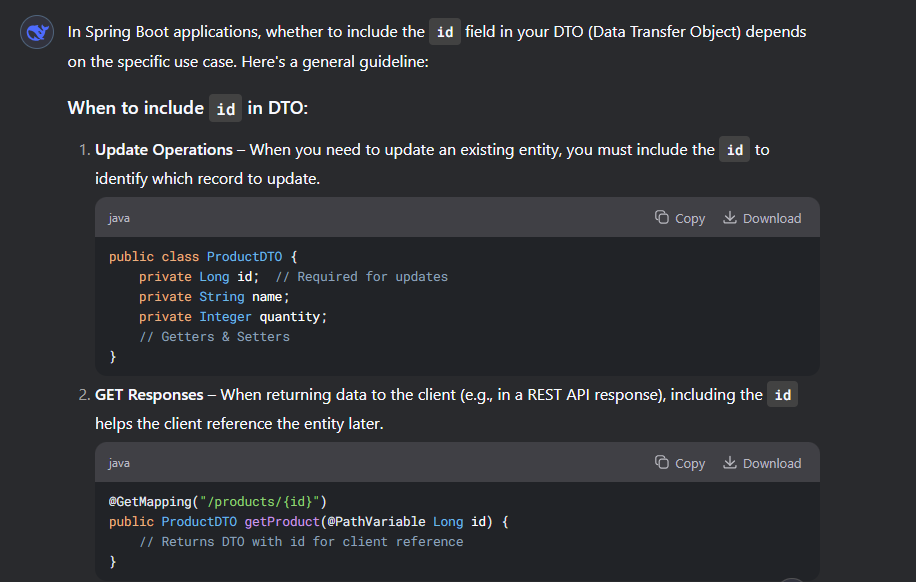 In Spring Boot applications, whether to include the id field in your DTO (Data Transfer Object) depends
on the specific use case. Here's a general guideline:
When to include id in DTO:
1. Update Operations – When you need to update an existing entity, you must include the id to
identify which record to update.
java Copy Download
public class ProductDTO {
    private Long id;  // Required for updates
    private String name;
    private Integer quantity;
    // Getters & Setters
}
2. GET Responses – When returning data to the client (e.g., in a REST API response), including the id
helps the client reference the entity later.
java Copy Download
@GetMapping("/products/{id}")
public ProductDTO getProduct(@PathVariable Long id) {
    // Returns DTO with id for client reference
}